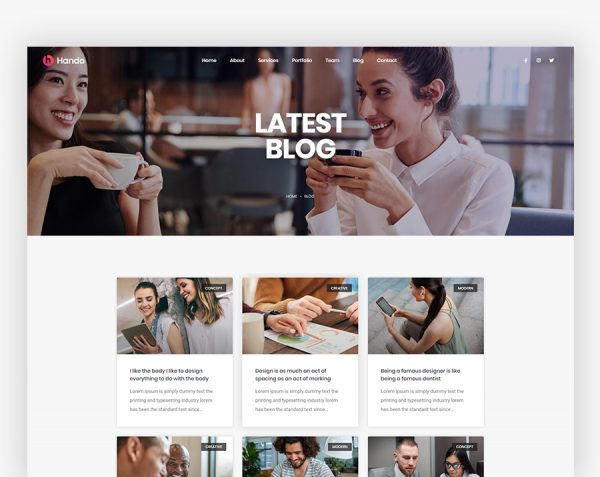 Hando
Home About Services Portfolio Team Blog Contact
LATEST
BLOG
HOME • BLOG
CONCEPT
I like the body I like to design
everything to do with the body
Lorem ipsum is simply dummy text
printing and typesetting industry lorem
has been the standard text since...
CREATIVE
Design is as much an act of
spacing as an act of marking
Lorem ipsum is simply dummy text
printing and typesetting industry lorem
has been the standard text since...
MODERN
Being a famous designer is like
being a famous dentist
Lorem ipsum is simply dummy text
printing and typesetting industry lorem
has been the standard text since...
CREATIVE
MODERN
CONCEPT